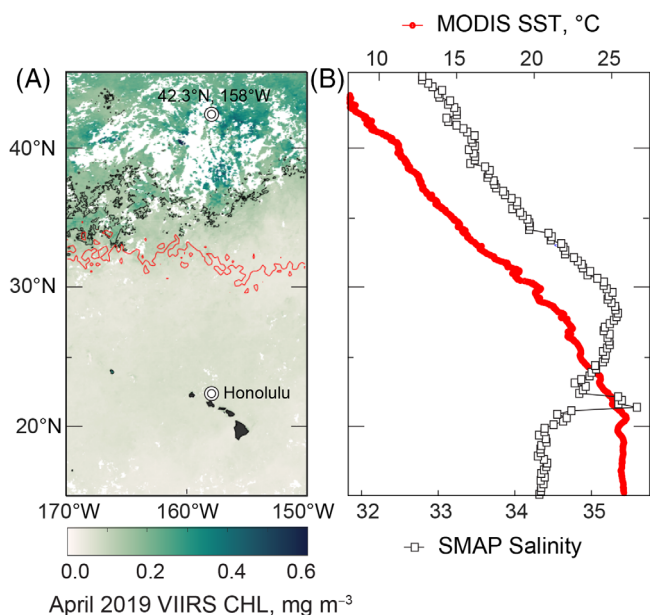 MODIS SST, °C
(A)
(B)
10 15 20 25
42.3°N, 158°W
40°N
30°N
Honolulu
20°N
170°W 160°W 150°W
32 33 34 35
SMAP Salinity
0.0 0.2 0.4 0.6
April 2019 VIIRS CHL, mg m⁻³